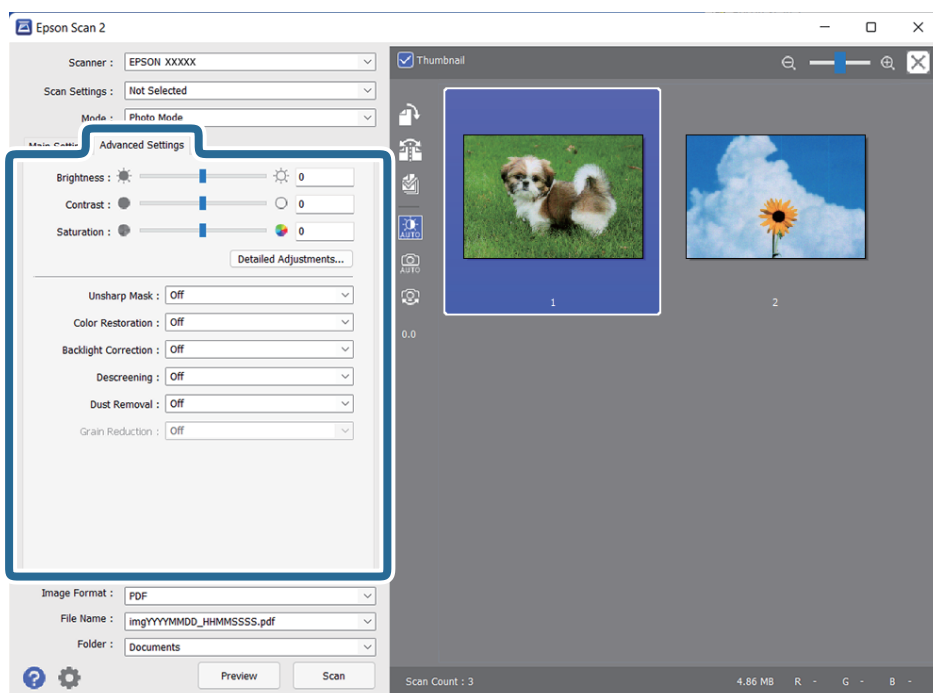 Epson Scan 2
Scanner : EPSON XXXXX
Scan Settings : Not Selected
Mode : Photo Mode
Advanced Settings
Brightness : 0
Contrast : 0
Saturation : 0
Detailed Adjustments...
Unsharp Mask : Off
Color Restoration : Off
Backlight Correction : Off
Descreening : Off
Dust Removal : Off
Grain Reduction : Off
Image Format : PDF
File Name : imgYYYYMMDD_HHMMSSSS.pdf
Folder : Documents
? Preview Scan
Thumbnail
AUTO
AUTO
0.0
1 2
Scan Count : 3 4.86 MB R - G - B -